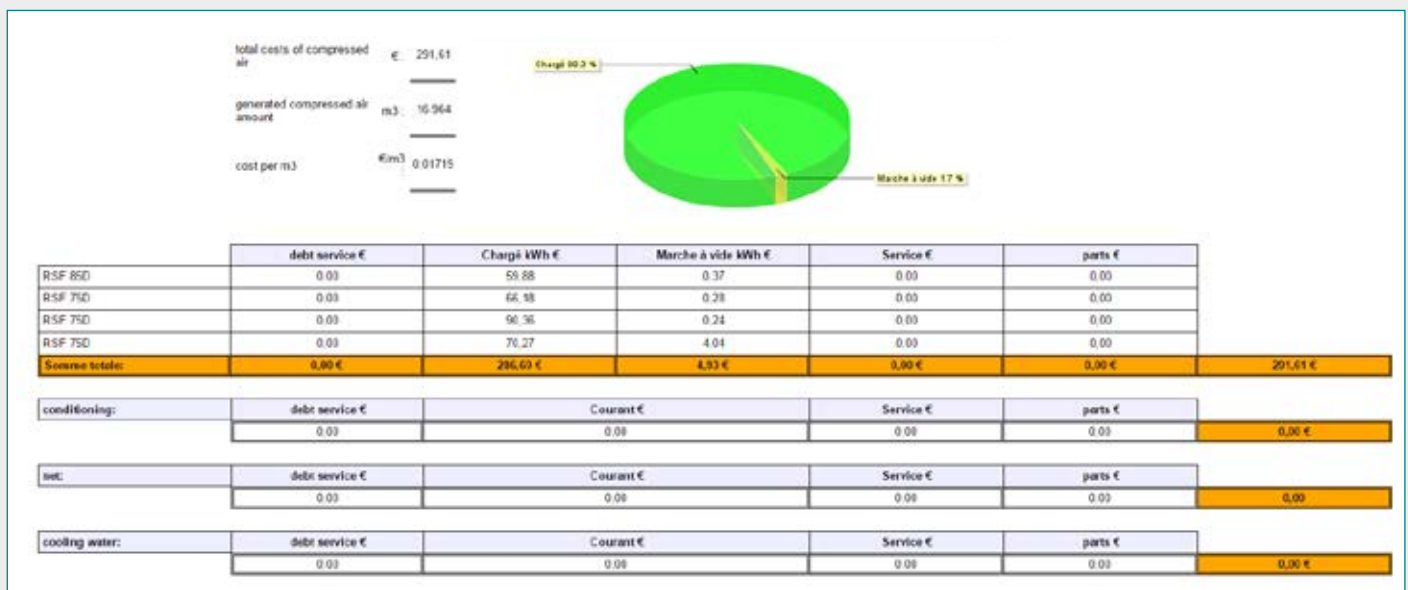 total costs of compressed
air
€: 291,61
generated compressed air
amount
m3: 16.964
cost per m3
€/m3
: 0,01719
Chargé 98.3 %
Marche à vide 1.7 %
debt service € Chargé kWh € Marche à vide kWh € Service € parts €
RSF 85D 0.00 59.88 0.37 0.00 0,00
RSF 75D 0.00 66,18 0.28 0.00 0,00
RSF 75D 0.00 90,36 0.24 0.00 0,00
RSF 75D 0.00 70,27 4.04 0.00 0,00
Somme totale: 0,00 € 286,69 € 4,93 € 0,00 € 0,00 € 291,61 €
conditioning: debt service € Courant € Service € parts €
0.00 0.00 0.00 0.00 0,00 €
net: debt service € Courant € Service € parts €
0.00 0.00 0.00 0.00 0,00
cooling water: debt service € Courant € Service € parts €
0.00 0.00 0.00 0.00 0,00 €